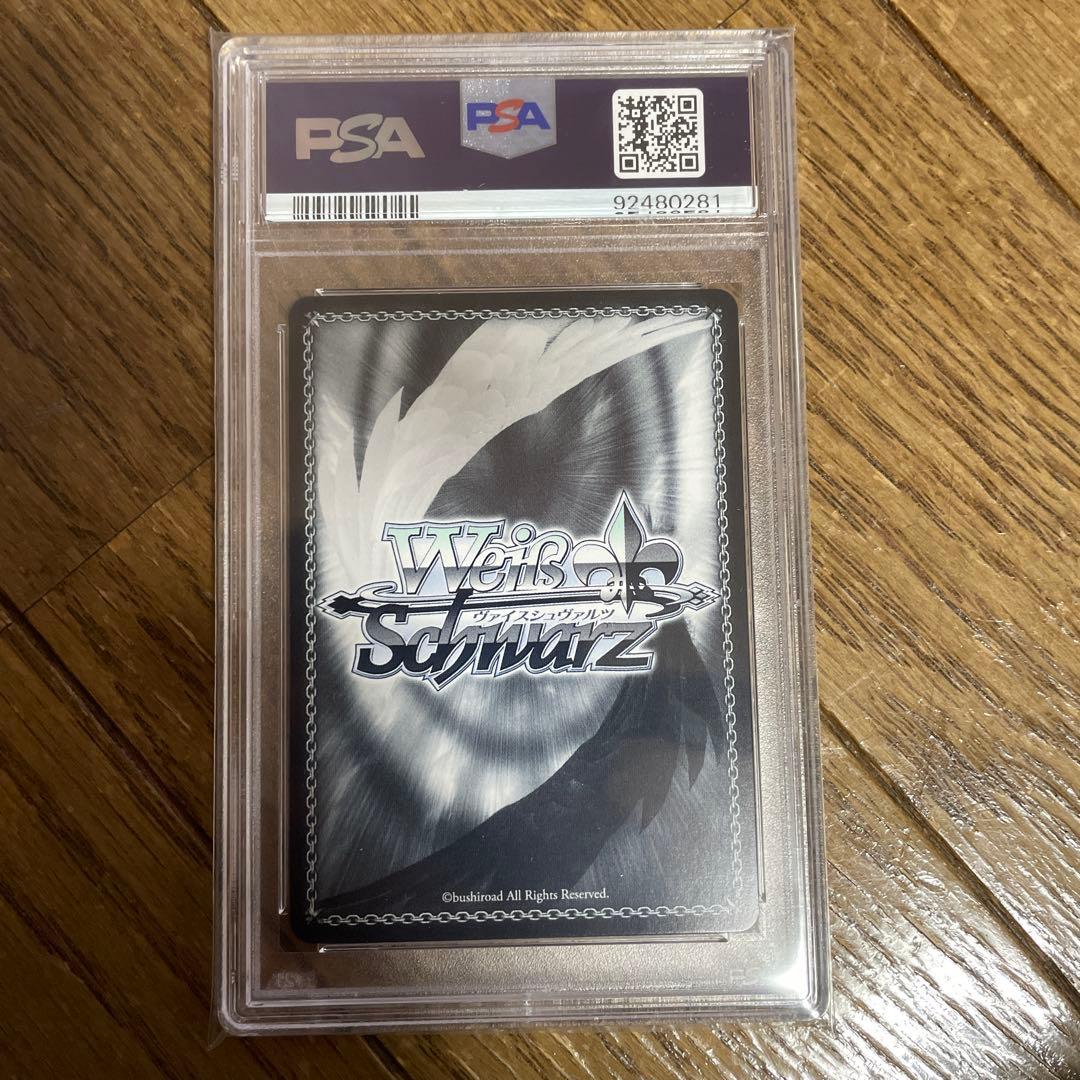 PSA
PSA
92480281
Weiß
ヴァイスシュヴァルツ
Schwarz
©bushiroad All Rights Reserved.